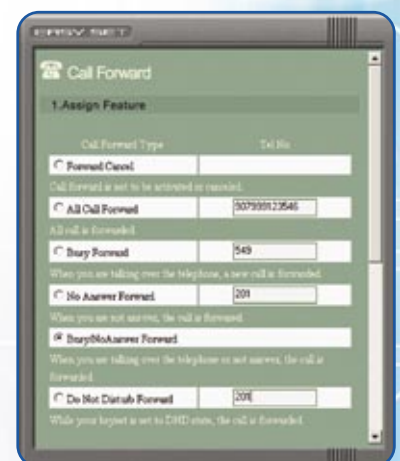 EASY SET
Call Forward
1.Assign Feature
Call Forward Type Tel No
Forward Cancel
Call forward is set to be activated or canceled.
All Call Forward 907999123546
All call is forwarded.
Busy Forward 549
When you are talking over the telephone, a new call is forwarded.
No Answer Forward 201
When you are not answer, the call is forwared.
Busy/NoAnswer Forward
When you are talking over the telephone or not answer, the call is
forwarded.
Do Not Distrub Forward 201
While your keyset is set to DND state, the call is forwarded.